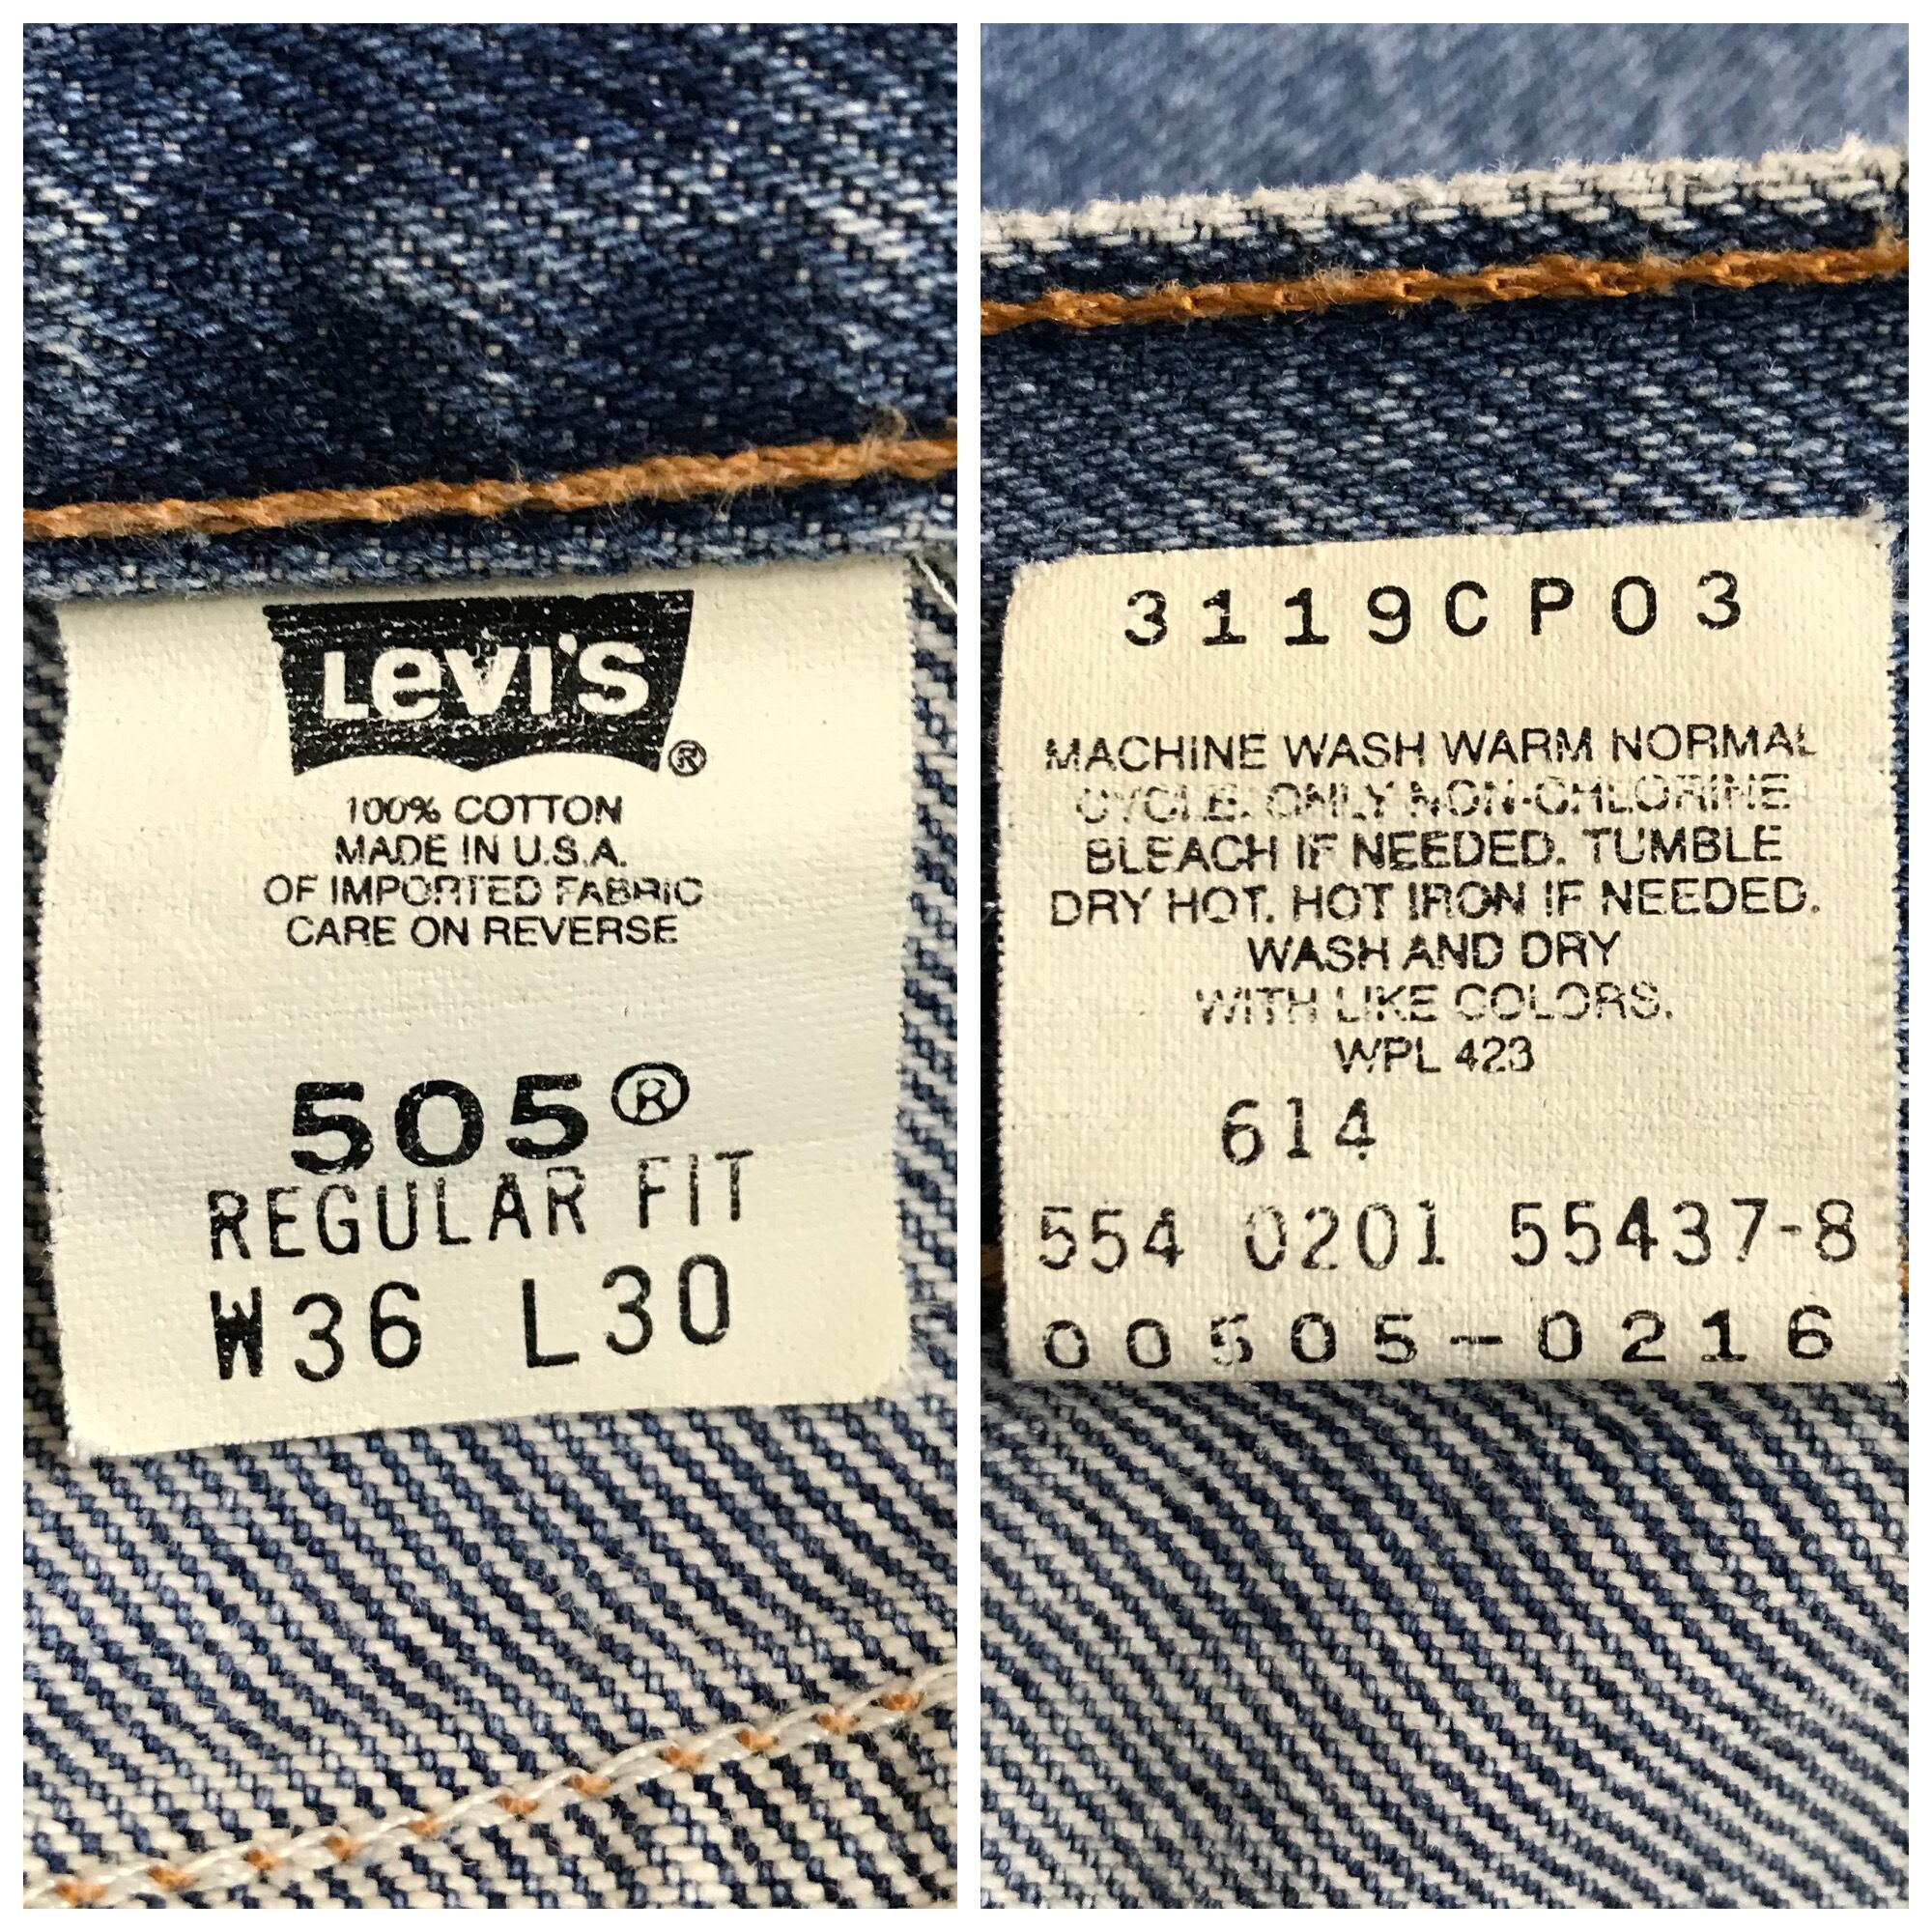 Levi's
®
100% COTTON
MADE IN U.S.A.
OF IMPORTED FABRIC
CARE ON REVERSE
505®
REGULAR FIT
W36 L30
3119CP03
MACHINE WASH WARM NORMAL
CYCLE. ONLY NON-CHLORINE
BLEACH IF NEEDED. TUMBLE
DRY HOT. HOT IRON IF NEEDED.
WASH AND DRY
WITH LIKE COLORS.
WPL 423
614
554 0201 55437-8
00505-0216